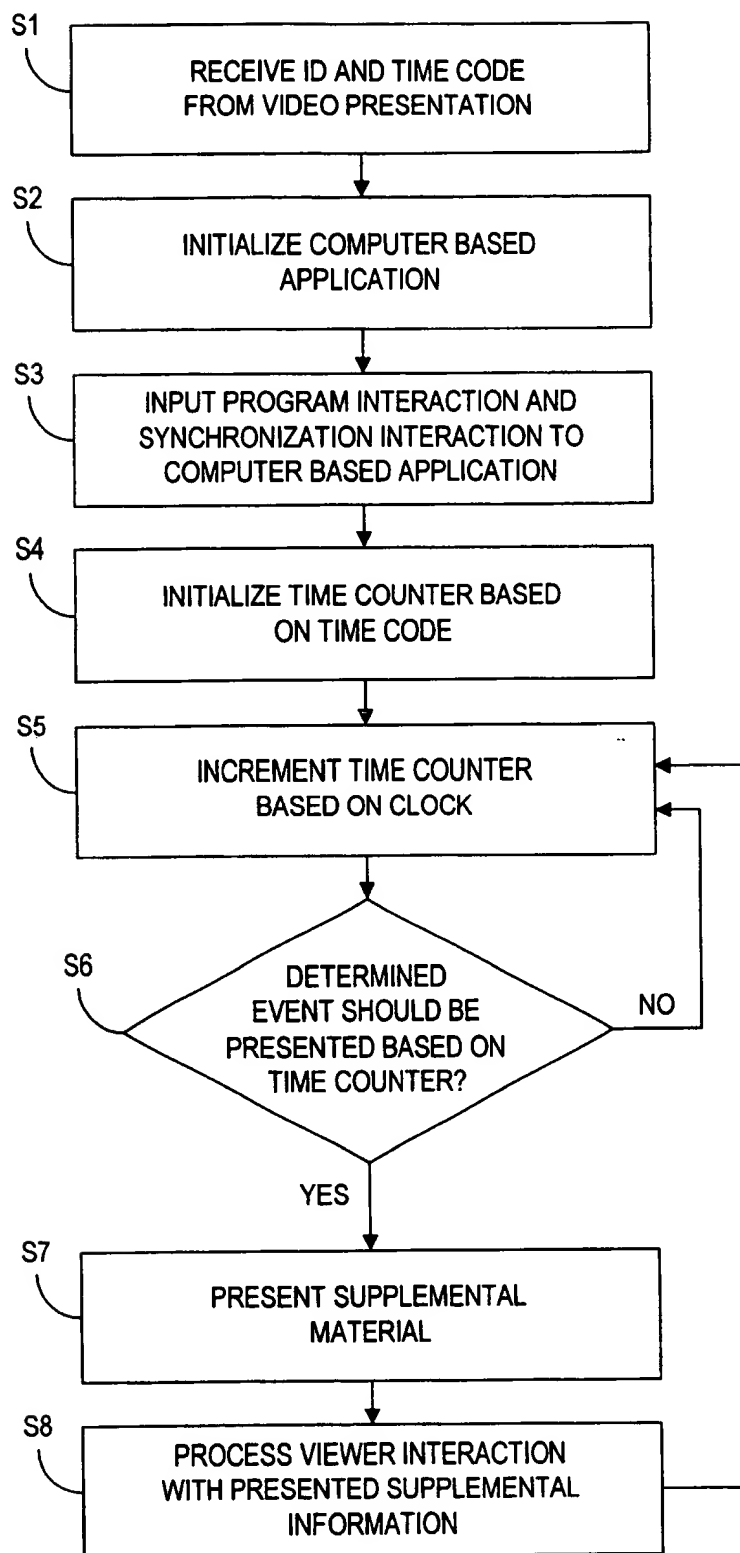 S1
RECEIVE ID AND TIME CODE
FROM VIDEO PRESENTATION
S2
INITIALIZE COMPUTER BASED
APPLICATION
S3
INPUT PROGRAM INTERACTION AND
SYNCHRONIZATION INTERACTION TO
COMPUTER BASED APPLICATION
S4
INITIALIZE TIME COUNTER BASED
ON TIME CODE
S5
INCREMENT TIME COUNTER
BASED ON CLOCK
S6
DETERMINED
EVENT SHOULD BE
PRESENTED BASED ON
TIME COUNTER?
NO
YES
S7
PRESENT SUPPLEMENTAL
MATERIAL
S8
PROCESS VIEWER INTERACTION
WITH PRESENTED SUPPLEMENTAL
INFORMATION